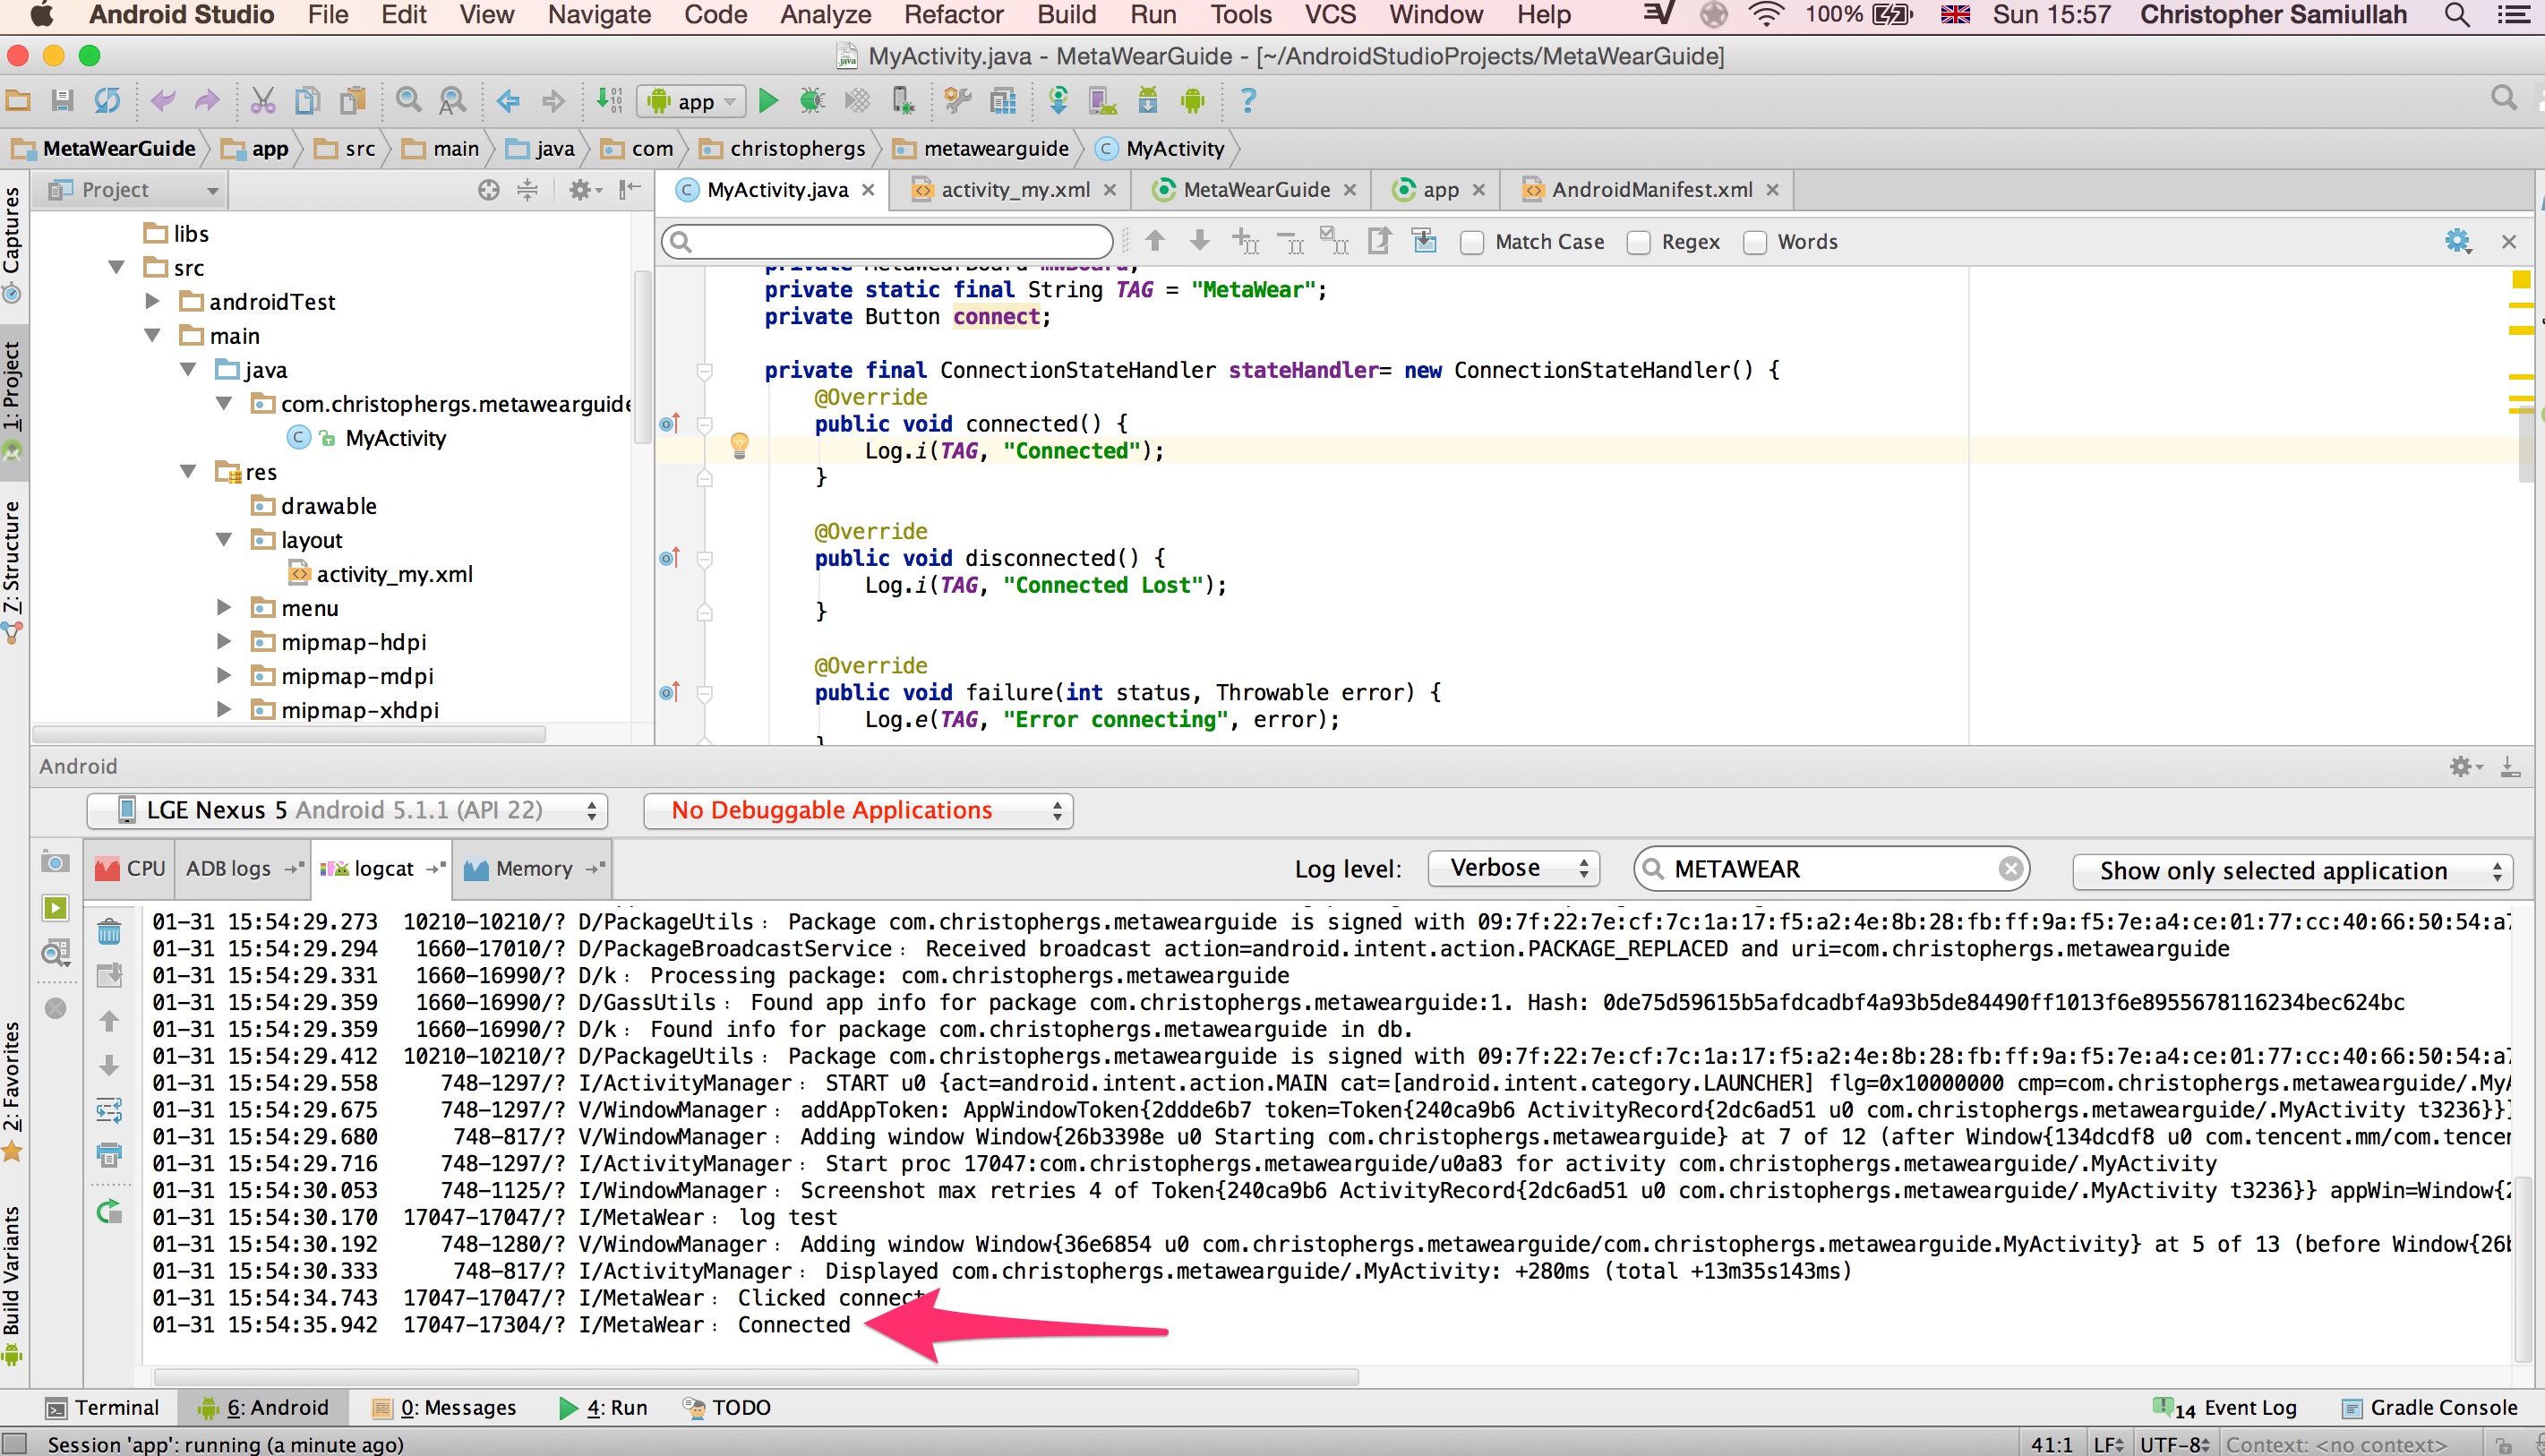 Android Studio File Edit View Navigate Code Analyze Refactor Build Run Tools VCS Window Help 100% Sun 15:57 Christopher Samiullah
MyActivity.java - MetaWearGuide - [~/AndroidStudioProjects/MetaWearGuide]
app
MetaWearGuide app src main java com christophergs metawearguide MyActivity
Project
MyActivity.java activity_my.xml MetaWearGuide app AndroidManifest.xml
Match Case Regex Words
Captures
1: Project
7: Structure
2: Favorites
Build Variants
libs
src
androidTest
main
java
com.christophergs.metawearguide
MyActivity
res
drawable
layout
activity_my.xml
menu
mipmap-hdpi
mipmap-mdpi
mipmap-xhdpi
private MetaWearBoard mwBoard;
private static final String TAG = "MetaWear";
private Button connect;
private final ConnectionStateHandler stateHandler= new ConnectionStateHandler() {
@Override
public void connected() {
Log.i(TAG, "Connected");
}
@Override
public void disconnected() {
Log.i(TAG, "Connected Lost");
}
@Override
public void failure(int status, Throwable error) {
Log.e(TAG, "Error connecting", error);
}
Android
LGE Nexus 5 Android 5.1.1 (API 22) No Debuggable Applications
CPU ADB logs logcat Memory Log level: Verbose METAWEAR Show only selected application
01-31 15:54:29.273 10210-10210/? D/PackageUtils: Package com.christophergs.metawearguide is signed with 09:7f:22:7e:cf:7c:1a:17:f5:a2:4e:8b:28:fb:ff:9a:f5:7e:a4:ce:01:77:cc:40:66:50:54:a7
01-31 15:54:29.294 1660-17010/? D/PackageBroadcastService: Received broadcast action=android.intent.action.PACKAGE_REPLACED and uri=com.christophergs.metawearguide
01-31 15:54:29.331 1660-16990/? D/k: Processing package: com.christophergs.metawearguide
01-31 15:54:29.359 1660-16990/? D/GassUtils: Found app info for package com.christophergs.metawearguide:1. Hash: 0de75d59615b5afdcadbf4a93b5de84490ff1013f6e8955678116234bec624bc
01-31 15:54:29.359 1660-16990/? D/k: Found info for package com.christophergs.metawearguide in db.
01-31 15:54:29.412 10210-10210/? D/PackageUtils: Package com.christophergs.metawearguide is signed with 09:7f:22:7e:cf:7c:1a:17:f5:a2:4e:8b:28:fb:ff:9a:f5:7e:a4:ce:01:77:cc:40:66:50:54:a7
01-31 15:54:29.558 748-1297/? I/ActivityManager: START u0 {act=android.intent.action.MAIN cat=[android.intent.category.LAUNCHER] flg=0x10000000 cmp=com.christophergs.metawearguide/.MyA
01-31 15:54:29.675 748-1297/? V/WindowManager: addAppToken: AppWindowToken{2ddde6b7 token=Token{240ca9b6 ActivityRecord{2dc6ad51 u0 com.christophergs.metawearguide/.MyActivity t3236}}}
01-31 15:54:29.680 748-817/? V/WindowManager: Adding window Window{26b3398e u0 Starting com.christophergs.metawearguide} at 7 of 12 (after Window{134dcdf8 u0 com.tencent.mm/com.tencen
01-31 15:54:29.716 748-1297/? I/ActivityManager: Start proc 17047:com.christophergs.metawearguide/u0a83 for activity com.christophergs.metawearguide/.MyActivity
01-31 15:54:30.053 748-1125/? I/WindowManager: Screenshot max retries 4 of Token{240ca9b6 ActivityRecord{2dc6ad51 u0 com.christophergs.metawearguide/.MyActivity t3236}} appWin=Window{2
01-31 15:54:30.170 17047-17047/? I/MetaWear: log test
01-31 15:54:30.192 748-1280/? V/WindowManager: Adding window Window{36e6854 u0 com.christophergs.metawearguide/com.christophergs.metawearguide.MyActivity} at 5 of 13 (before Window{26b
01-31 15:54:30.333 748-817/? I/ActivityManager: Displayed com.christophergs.metawearguide/.MyActivity: +280ms (total +13m35s143ms)
01-31 15:54:34.743 17047-17047/? I/MetaWear: Clicked connect
01-31 15:54:35.942 17047-17304/? I/MetaWear: Connected
Terminal 6: Android 0: Messages 4: Run TODO 14 Event Log Gradle Console
Session 'app': running (a minute ago) 41:1 LF UTF-8 Context: <no context>